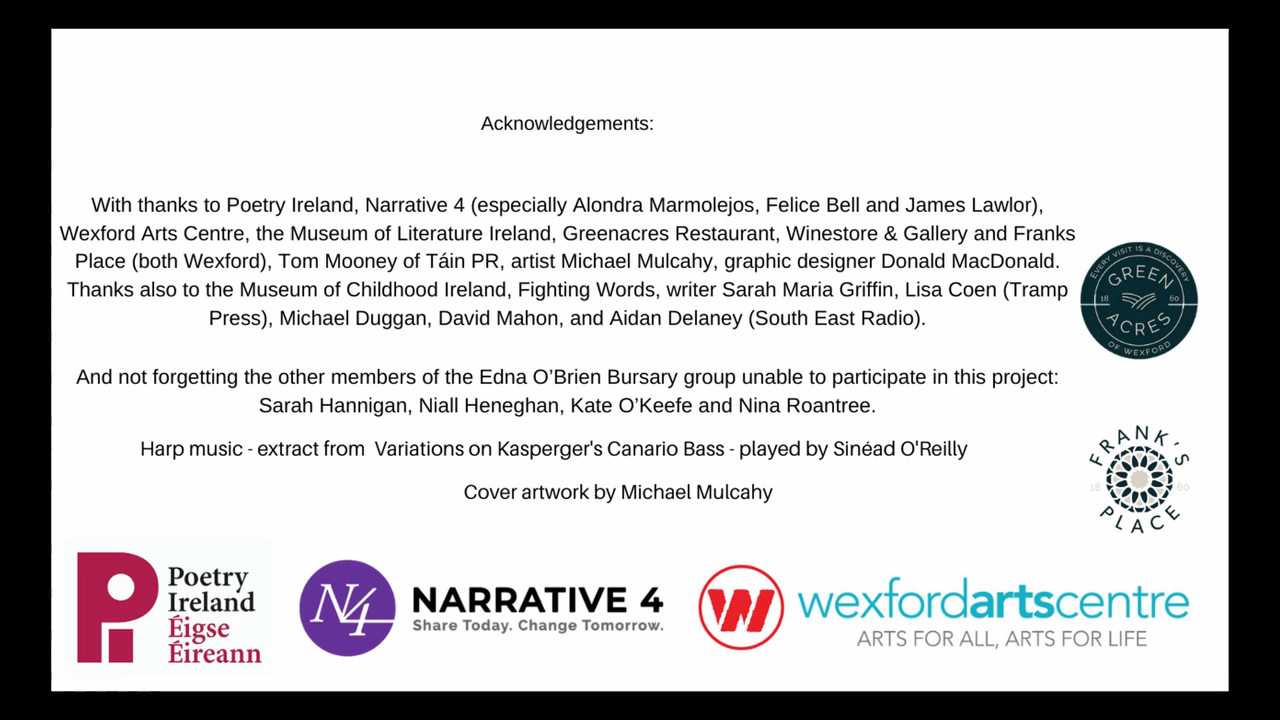 Acknowledgements:
With thanks to Poetry Ireland, Narrative 4 (especially Alondra Marmolejos, Felice Bell and James Lawlor),
Wexford Arts Centre, the Museum of Literature Ireland, Greenacres Restaurant, Winestore & Gallery and Franks
Place (both Wexford), Tom Mooney of Táin PR, artist Michael Mulcahy, graphic designer Donald MacDonald.
Thanks also to the Museum of Childhood Ireland, Fighting Words, writer Sarah Maria Griffin, Lisa Coen (Tramp
Press), Michael Duggan, David Mahon, and Aidan Delaney (South East Radio).
EVERY VISIT IS A DISCOVERY
GREEN
18 60
ACRES
OF WEXFORD
And not forgetting the other members of the Edna O’Brien Bursary group unable to participate in this project:
Sarah Hannigan, Niall Heneghan, Kate O’Keefe and Nina Roantree.
Harp music - extract from  Variations on Kasperger's Canario Bass - played by Sinéad O'Reilly
Cover artwork by Michael Mulcahy
FRANK'S
18 60
PLACE
Poetry
Ireland
Éigse
Éireann
N4
NARRATIVE 4
Share Today. Change Tomorrow.
W
wexfordartscentre
ARTS FOR ALL, ARTS FOR LIFE